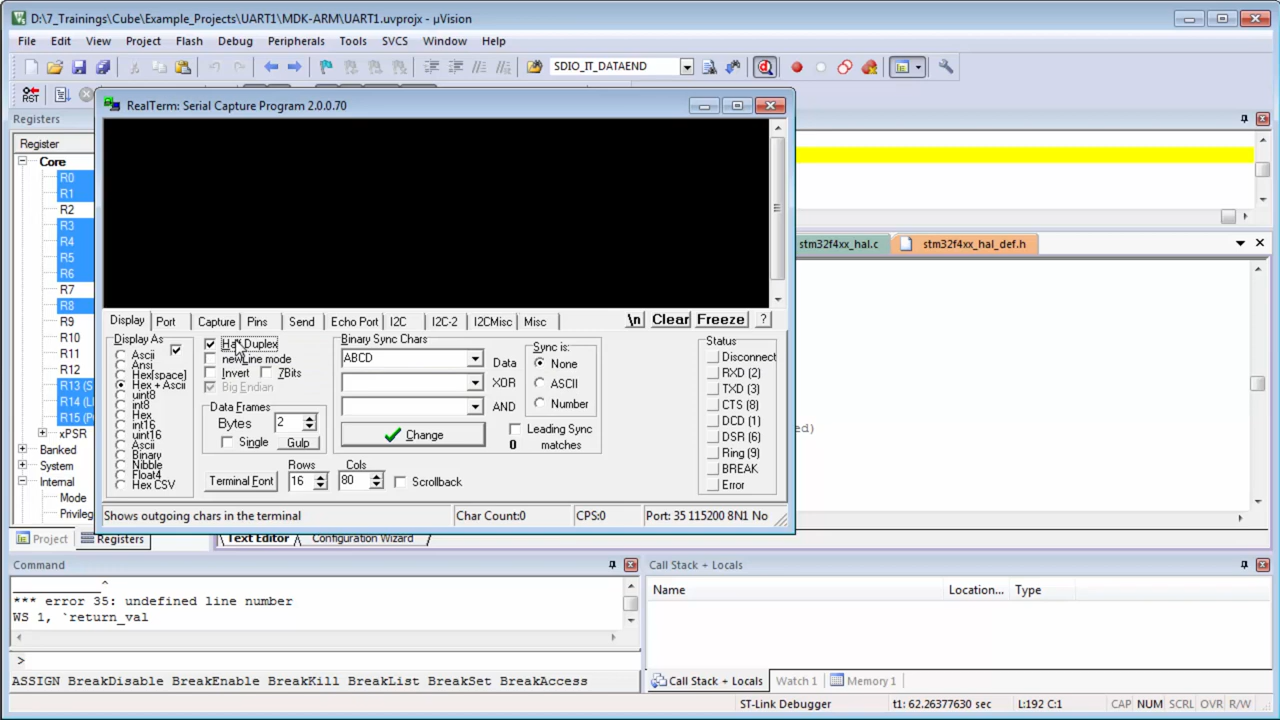 D:\7_Trainings\Cube\Example_Projects\UART1\MDK-ARM\UART1.uvprojx - µVision
File Edit View Project Flash Debug Peripherals Tools SVCS Window Help
SDIO_IT_DATAEND
RST
RealTerm: Serial Capture Program 2.0.0.70
Registers
Register
Core
R0
R1
R2
R3
R4
R5
R6
R7
R8
R9
R10
R11
R12
R13 (S
R14 (L
R15 (P
xPSR
Banked
System
Internal
Mode
Privileg
stm32f4xx_hal.c stm32f4xx_hal_def.h
ed)
Display Port Capture Pins Send Echo Port I2C I2C-2 I2CMisc Misc \n Clear Freeze ?
Display As
Ascii
Ansi
Hex[space]
Hex + Ascii
uint8
int8
Hex
int16
uint16
Ascii
Binary
Nibble
Float4
Hex CSV
Half Duplex
newLine mode
Invert 7Bits
Big Endian
Data Frames
Bytes 2
Single Gulp
Terminal Font
Rows
16
Cols
80
Scrollback
Binary Sync Chars
ABCD
Data
XOR
AND
Change
Sync is:
None
ASCII
Number
Leading Sync
0 matches
Status
Disconnect
RXD (2)
TXD (3)
CTS (8)
DCD (1)
DSR (6)
Ring (9)
BREAK
Error
Shows outgoing chars in the terminal Char Count:0 CPS:0 Port: 35 115200 8N1 No
Project Registers
Text Editor Configuration Wizard
Command
^
*** error 35: undefined line number
WS 1, `return_val
>
ASSIGN BreakDisable BreakEnable BreakKill BreakList BreakSet BreakAccess
Call Stack + Locals
Name Location... Type
Call Stack + Locals Watch 1 Memory 1
ST-Link Debugger t1: 62.26377630 sec L:192 C:1 CAP NUM SCRL OVR R/W